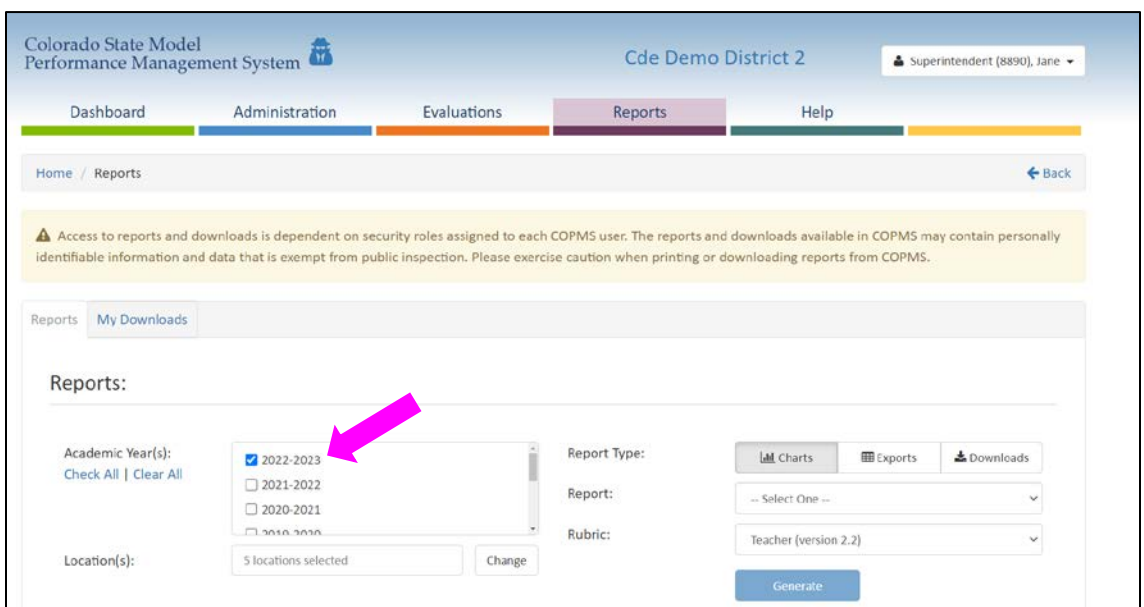 Colorado State Model
Performance Management System
Cde Demo District 2
Superintendent (8890), Jane
Dashboard
Administration
Evaluations
Reports
Help
Home / Reports
Back
Access to reports and downloads is dependent on security roles assigned to each COPMS user. The reports and downloads available in COPMS may contain personally
identifiable information and data that is exempt from public inspection. Please exercise caution when printing or downloading reports from COPMS.
Reports
My Downloads
Reports:
Academic Year(s):
Check All | Clear All
2022-2023
2021-2022
2020-2021
2019-2020
Location(s):
5 locations selected
Change
Report Type:
Charts
Exports
Downloads
Report:
-- Select One --
Rubric:
Teacher (version 2.2)
Generate